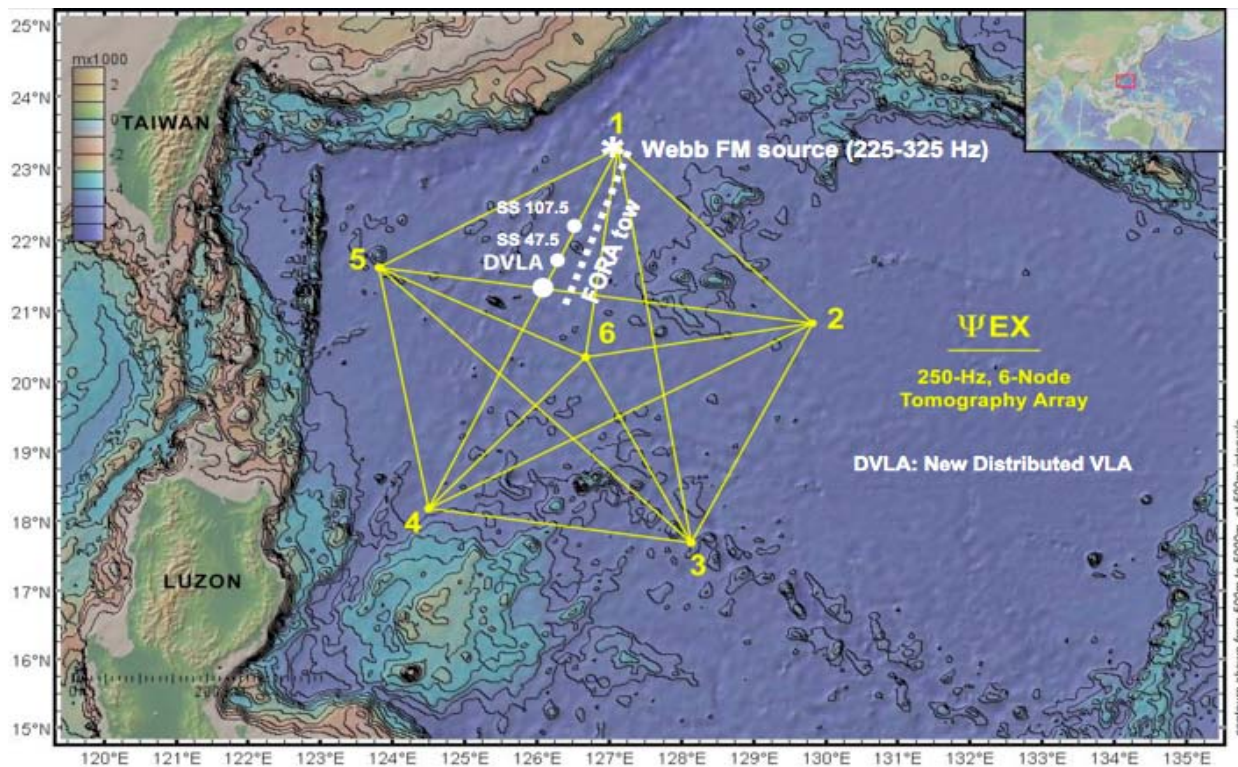 25°N
24°N
23°N
22°N
21°N
20°N
19°N
18°N
17°N
16°N
15°N
mx1000
2
0
-2
-4
TAIWAN
1
Webb FM source (225-325 Hz)
SS 107.5
SS 47.5
DVLA
FORA tow
5
2
6
ΨEX
250-Hz, 6-Node
Tomography Array
DVLA: New Distributed VLA
4
3
LUZON
120°E 121°E 122°E 123°E 124°E 125°E 126°E 127°E 128°E 129°E 130°E 131°E 132°E 133°E 134°E 135°E